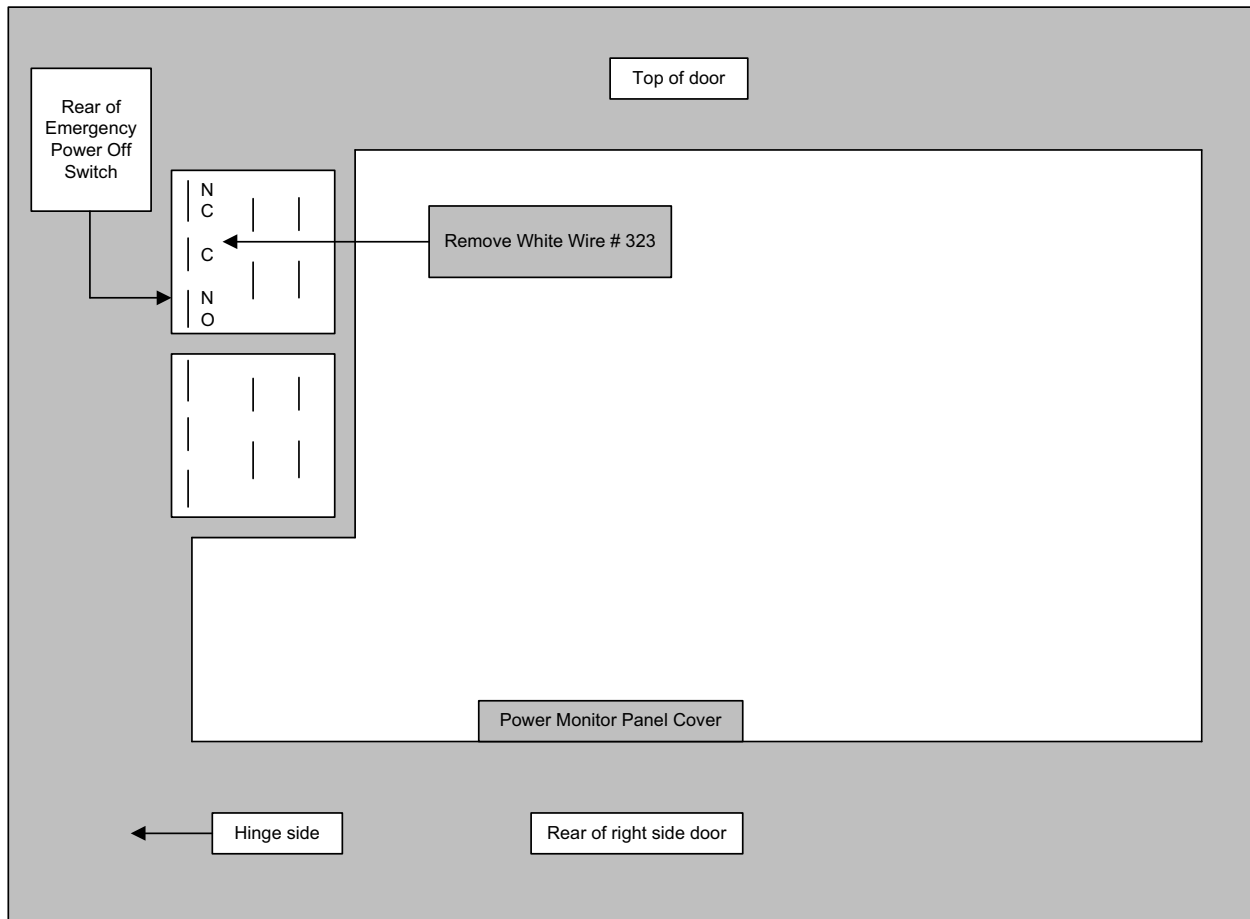 Top of door
Rear of
Emergency
Power Off
Switch
N
C
C
N
O
Remove White Wire # 323
Power Monitor Panel Cover
Hinge side
Rear of right side door